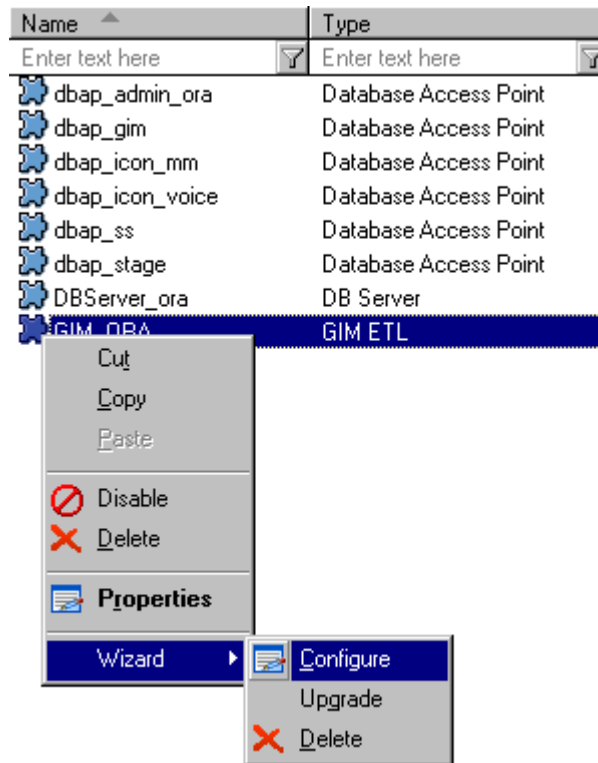 Name Type
Enter text here Enter text here
dbap_admin_ora Database Access Point
dbap_gim Database Access Point
dbap_icon_mm Database Access Point
dbap_icon_voice Database Access Point
dbap_ss Database Access Point
dbap_stage Database Access Point
DBServer_ora DB Server
GIM_ORA GIM ETL
Cut
Copy
Paste
Disable
Delete
Properties
Wizard Configure
Upgrade
Delete